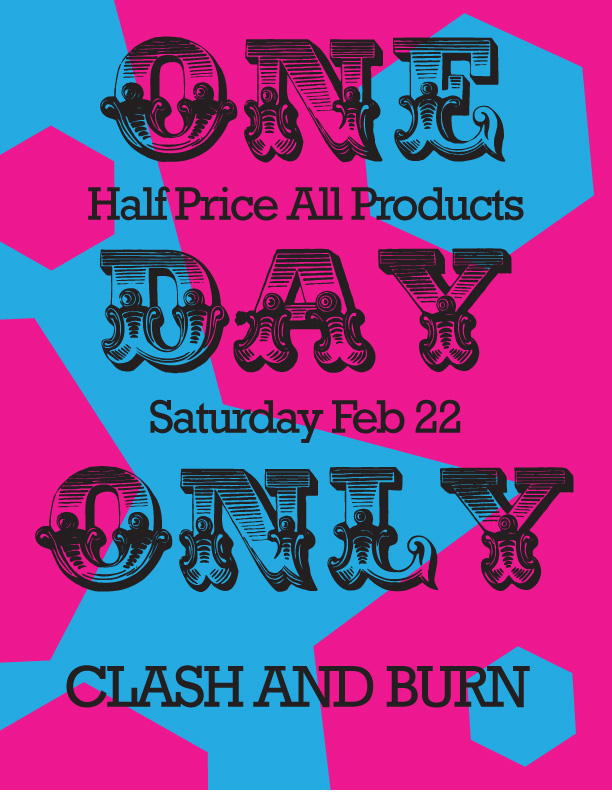 ONE
Half Price All Products
DAY
Saturday Feb 22
ONLY
CLASH AND BURN